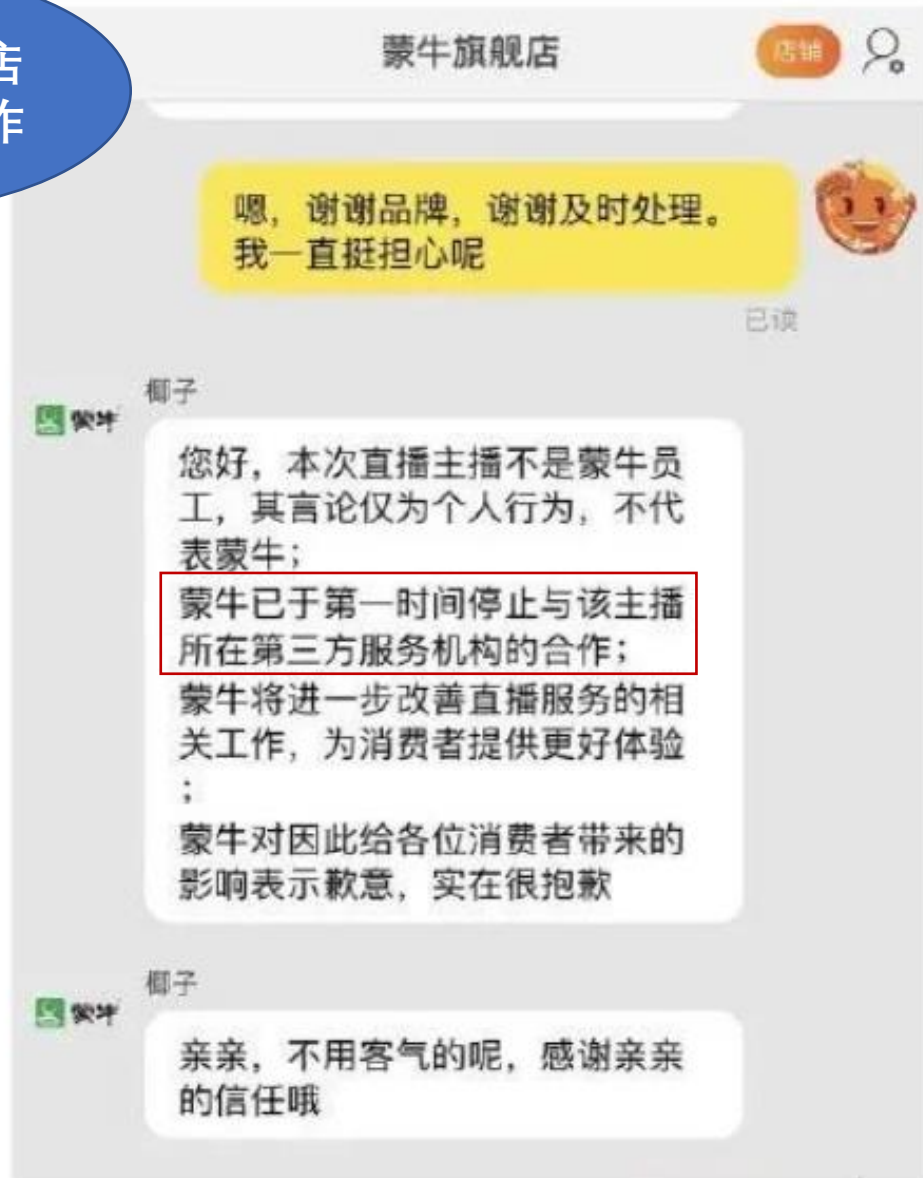 店
作
蒙牛旗舰店
店铺
嗯，谢谢品牌，谢谢及时处理。
我一直挺担心呢
已读
椰子
蒙牛
您好，本次直播主播不是蒙牛员
工，其言论仅为个人行为，不代
表蒙牛；
蒙牛已于第一时间停止与该主播
所在第三方服务机构的合作；
蒙牛将进一步改善直播服务的相
关工作，为消费者提供更好体验
；
蒙牛对因此给各位消费者带来的
影响表示歉意，实在很抱歉
椰子
蒙牛
亲亲，不用客气的呢，感谢亲亲
的信任哦